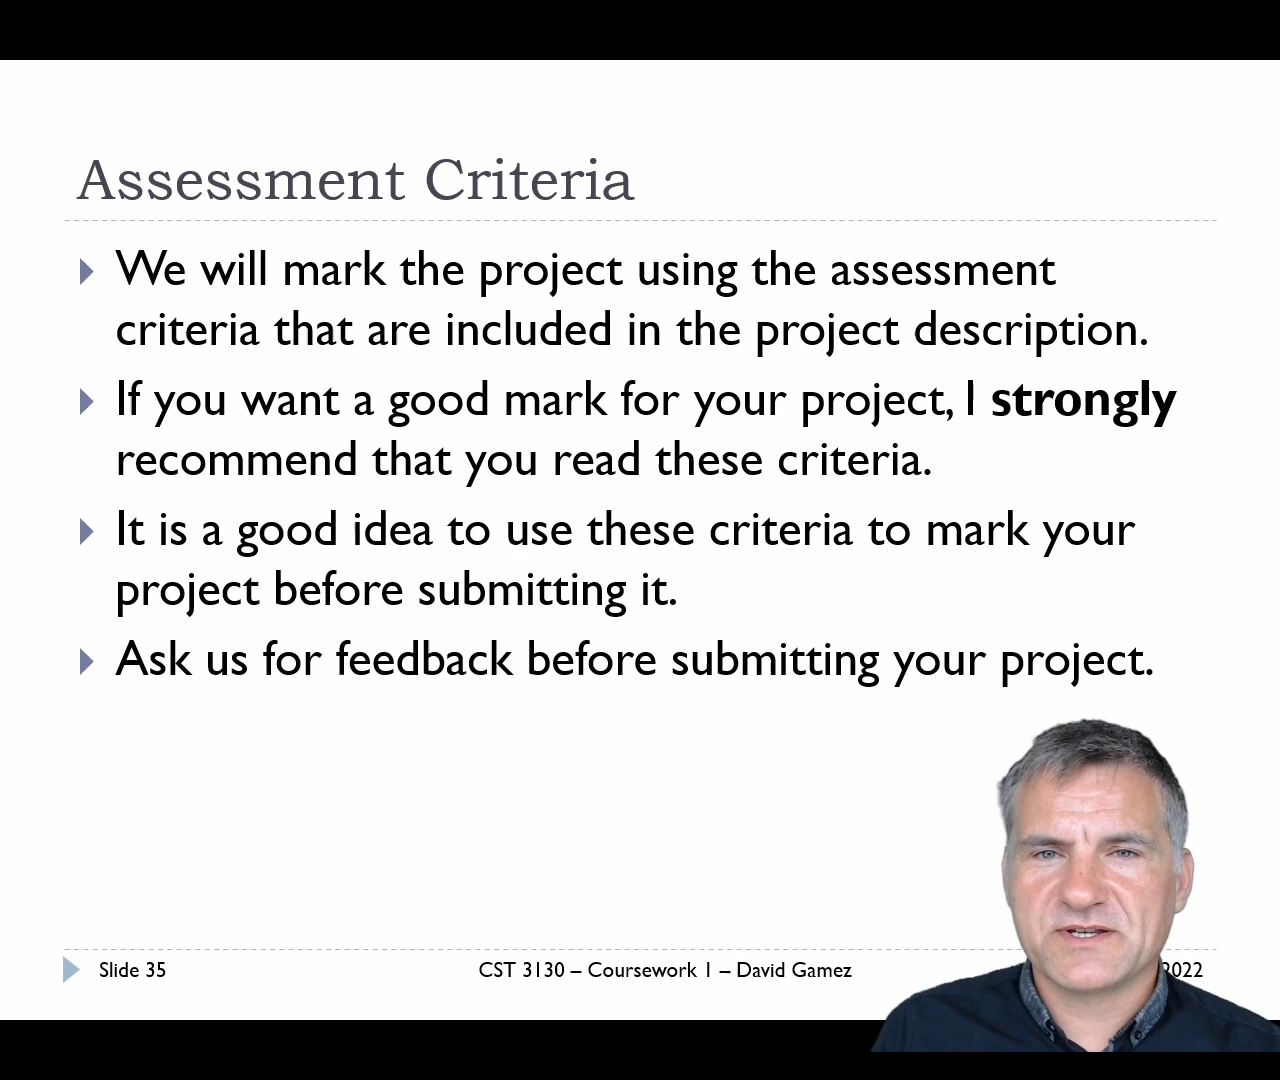 Assessment Criteria
We will mark the project using the assessment
criteria that are included in the project description.
If you want a good mark for your project, I strongly
recommend that you read these criteria.
It is a good idea to use these criteria to mark your
project before submitting it.
Ask us for feedback before submitting your project.
Slide 35
CST 3130 – Coursework 1 – David Gamez
2022